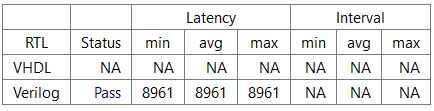 Latency Interval
RTL Status min avg max min avg max
VHDL NA NA NA NA NA NA NA
Verilog Pass 8961 8961 8961 NA NA NA